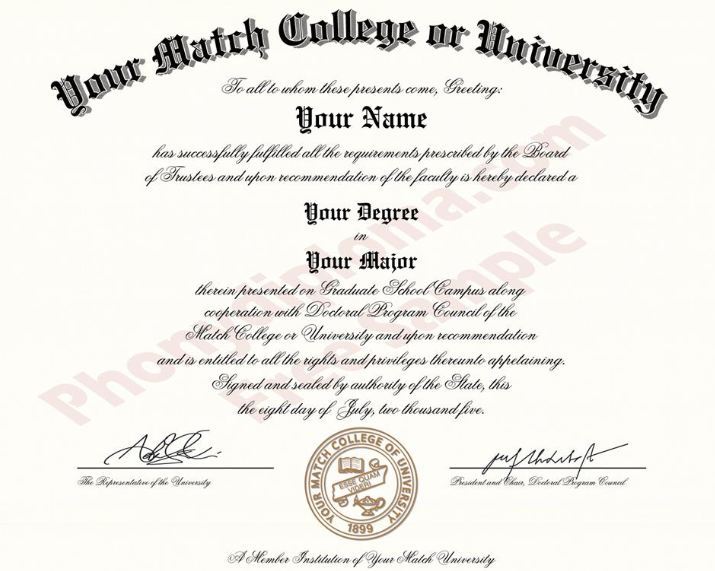 Your Match College or University
To all to whom these presents come, Greeting:
Your Name
has successfully fulfilled all the requirements prescribed by the Board
of Trustees and upon recommendation of the faculty is hereby declared a
Your Degree
in
Your Major
therein presented on Graduate School Campus along
cooperation with Doctoral Program Council of the
Match College or University and upon recommendation
and is entitled to all the rights and privileges thereunto appetaining.
Signed and sealed by authority of the State, this
the eight day of July, two thousand five.
The Representative of the University
President and Chair, Doctoral Program Council
YOUR MATCH COLLEGE OF UNIVERSITY
ESSE QUAM
VIDERI
1899
A Member Institution of Your Match University
PhonyDiploma.com
Free Sample